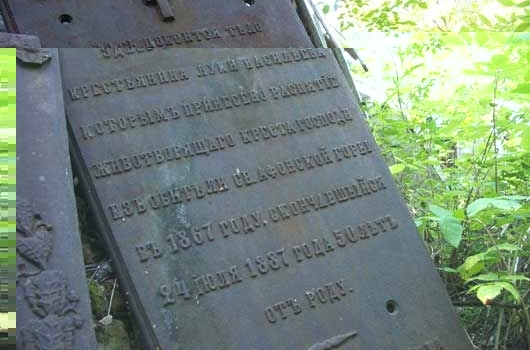 ЗДѢСЬ ПОКОИТСЯ ТѢЛО
КРЕСТЬЯНИНА ЛУКИ ВАСИЛЬЕВА
КОТОРЫМЪ ПРИНЕСЕНО РАСПЯТІЕ
ЖИВОТВОРЯЩАГО КРЕСТА ГОСПОДНЯ
ИЗЪ ОБИТЕЛИ СВ. АФОНСКОЙ ГОРЫ
ВЪ 1867 ГОДУ. СКОНЧАВШІЙСЯ
24 ИЮЛЯ 1887 ГОДА 50 ЛѢТЪ
ОТЪ РОДУ.